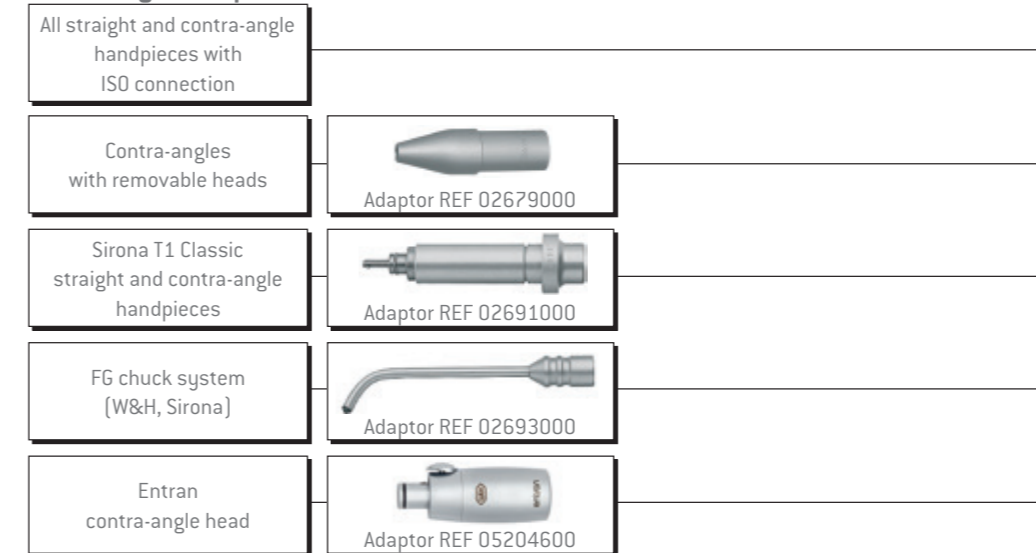 All straight and contra-angle
handpieces with
ISO connection
Contra-angles
with removable heads
Adaptor REF 02679000
Sirona T1 Classic
straight and contra-angle
handpieces
Adaptor REF 02691000
FG chuck system
(W&H, Sirona)
Adaptor REF 02693000
Entran
contra-angle head
Adaptor REF 05204600